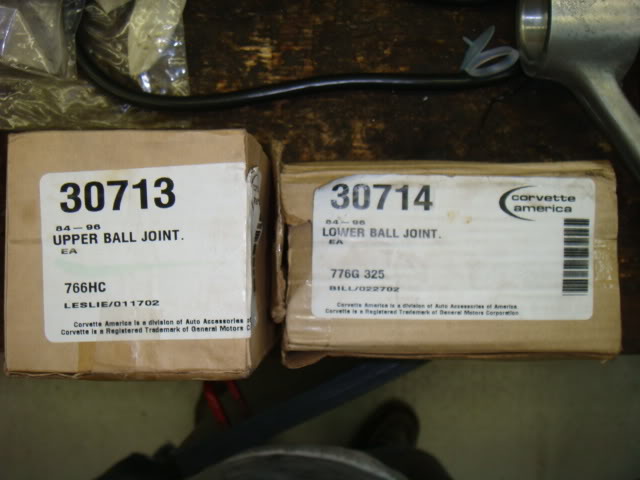 30713
84-96
UPPER BALL JOINT.
EA
766HC
LESLIE/011702
Corvette America is a division of Auto Accessories of
Corvette is a Registered Trademark of General Motors
30714
corvette
america
84-96
LOWER BALL JOINT.
EA
776G 325
BILL/022702
Corvette America is a division of Auto Accessories of America
Corvette is a Registered Trademark of General Motors Corporation